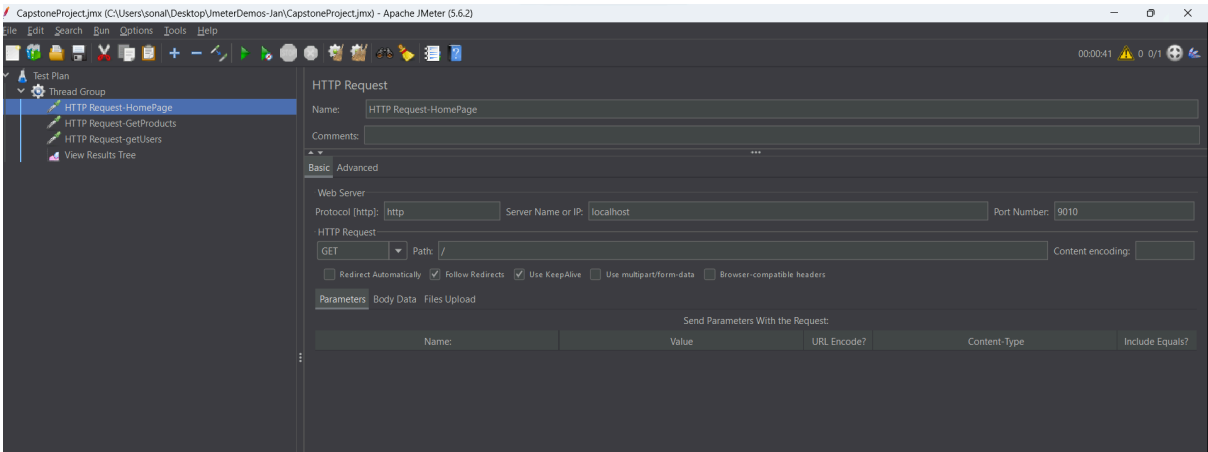 CapstoneProject.jmx (C:\Users\sonal\Desktop\JmeterDemos-Jan\CapstoneProject.jmx) - Apache JMeter (5.6.2)
File Edit Search Run Options Tools Help
00:00:41 0 0/1
Test Plan
Thread Group
HTTP Request-HomePage
HTTP Request-GetProducts
HTTP Request-getUsers
View Results Tree
HTTP Request
Name: HTTP Request-HomePage
Comments:
Basic Advanced
Web Server
Protocol [http]: http Server Name or IP: localhost Port Number: 9010
HTTP Request
GET Path: / Content encoding:
Redirect Automatically Follow Redirects Use KeepAlive Use multipart/form-data Browser-compatible headers
Parameters Body Data Files Upload
Send Parameters With the Request:
Name: Value URL Encode? Content-Type Include Equals?